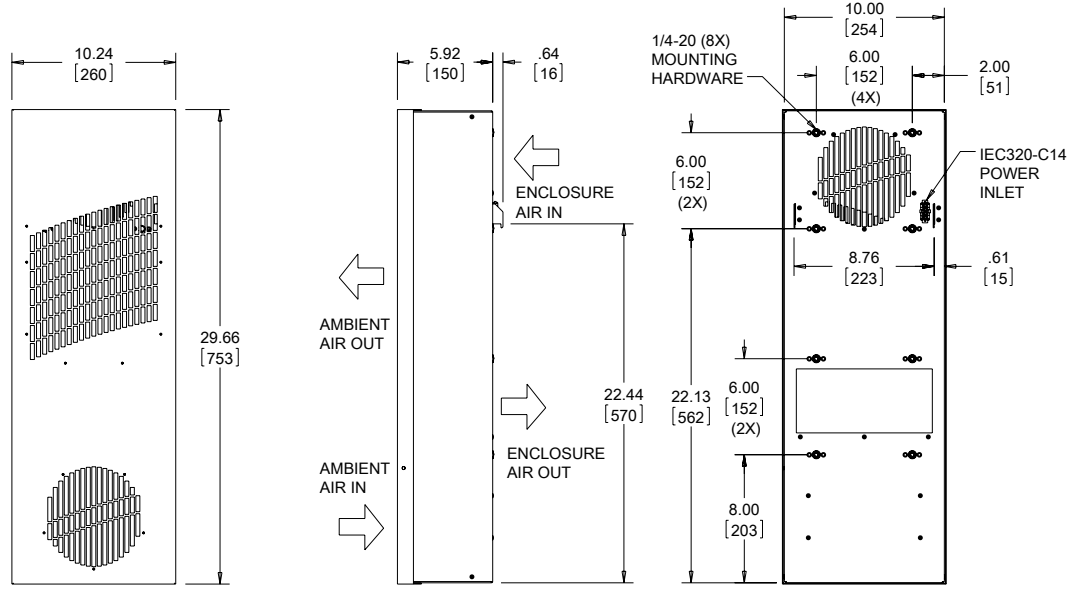 10.24
[260]
29.66
[753]
5.92
[150]
.64
[16]
ENCLOSURE
AIR IN
AMBIENT
AIR OUT
22.44
[570]
ENCLOSURE
AIR OUT
AMBIENT
AIR IN
10.00
[254]
1/4-20 (8X)
MOUNTING
HARDWARE
6.00
[152]
(4X)
2.00
[51]
IEC320-C14
POWER
INLET
6.00
[152]
(2X)
8.76
[223]
.61
[15]
22.13
[562]
6.00
[152]
(2X)
8.00
[203]